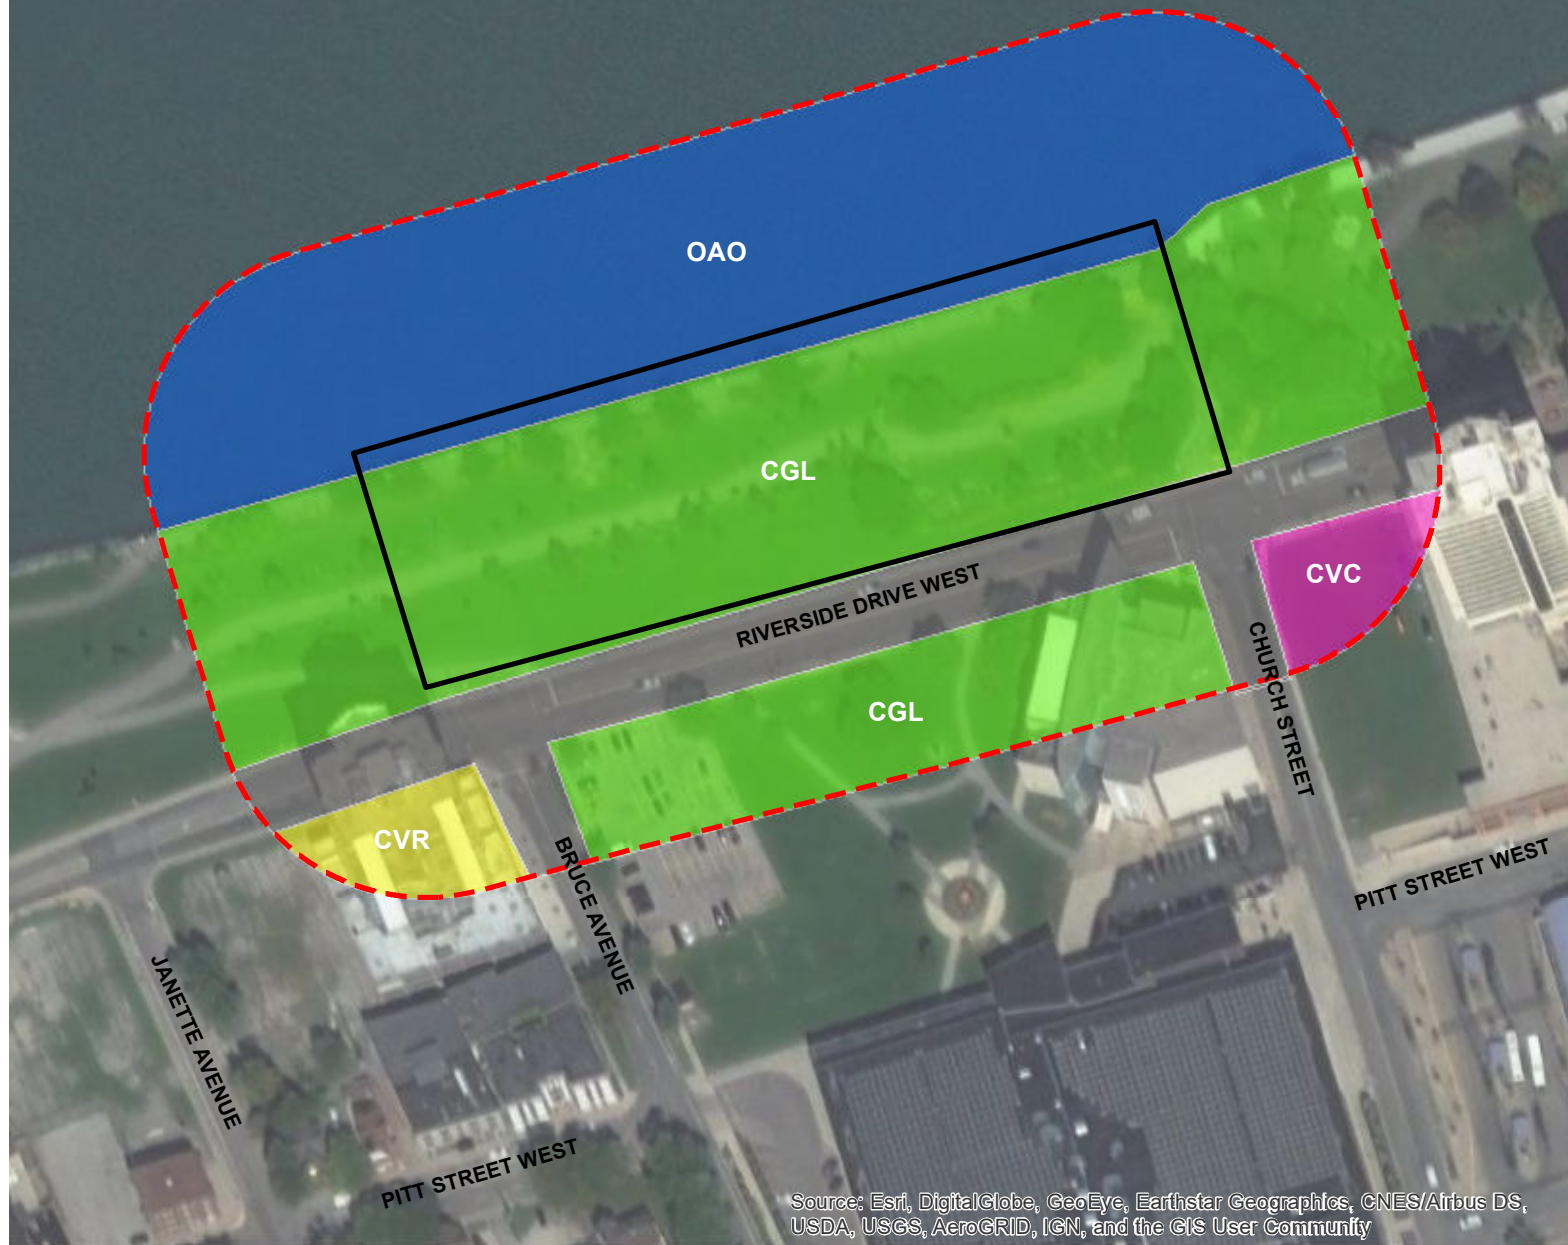 OAO
CGL
CVC
RIVERSIDE DRIVE WEST
CHURCH STREET
CGL
CVR
BRUCE AVENUE
PITT STREET WEST
JANETTE AVENUE
PITT STREET WEST
Source: Esri, DigitalGlobe, GeoEye, Earthstar Geographics, CNES/Airbus DS,
USDA, USGS, AeroGRID, IGN, and the GIS User Community